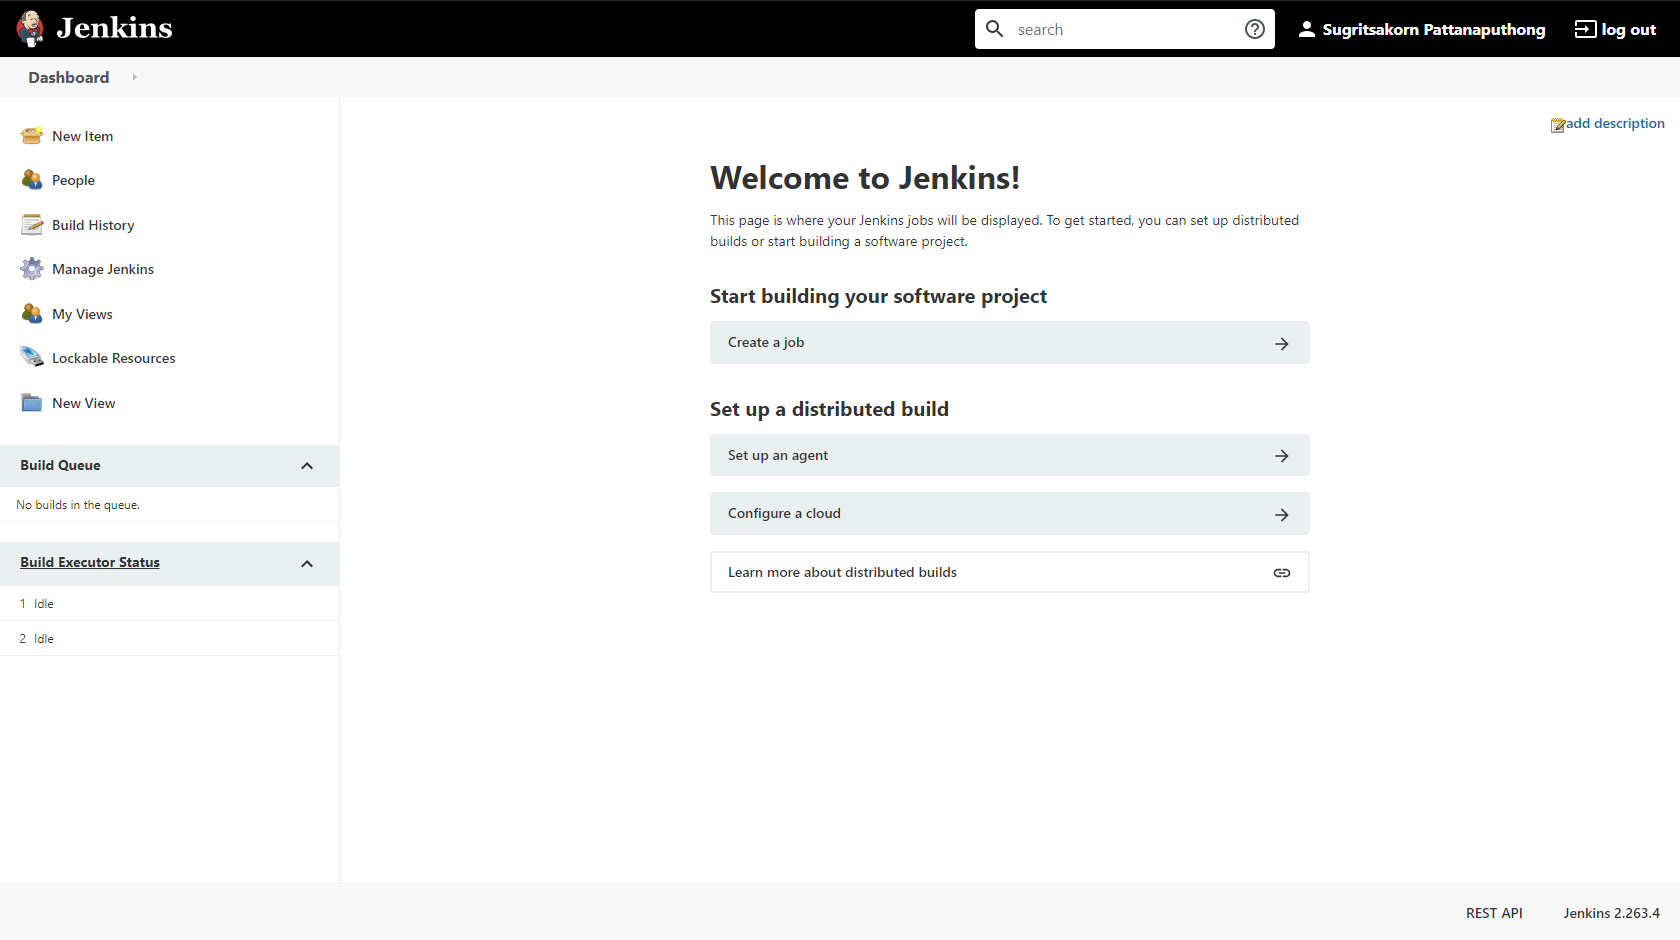 Jenkins
search
Sugritsakorn Pattanaputhong
log out
Dashboard
New Item
People
Build History
Manage Jenkins
My Views
Lockable Resources
New View
Build Queue
No builds in the queue.
Build Executor Status
1 Idle
2 Idle
add description
Welcome to Jenkins!
This page is where your Jenkins jobs will be displayed. To get started, you can set up distributed
builds or start building a software project.
Start building your software project
Create a job
Set up a distributed build
Set up an agent
Configure a cloud
Learn more about distributed builds
REST API
Jenkins 2.263.4